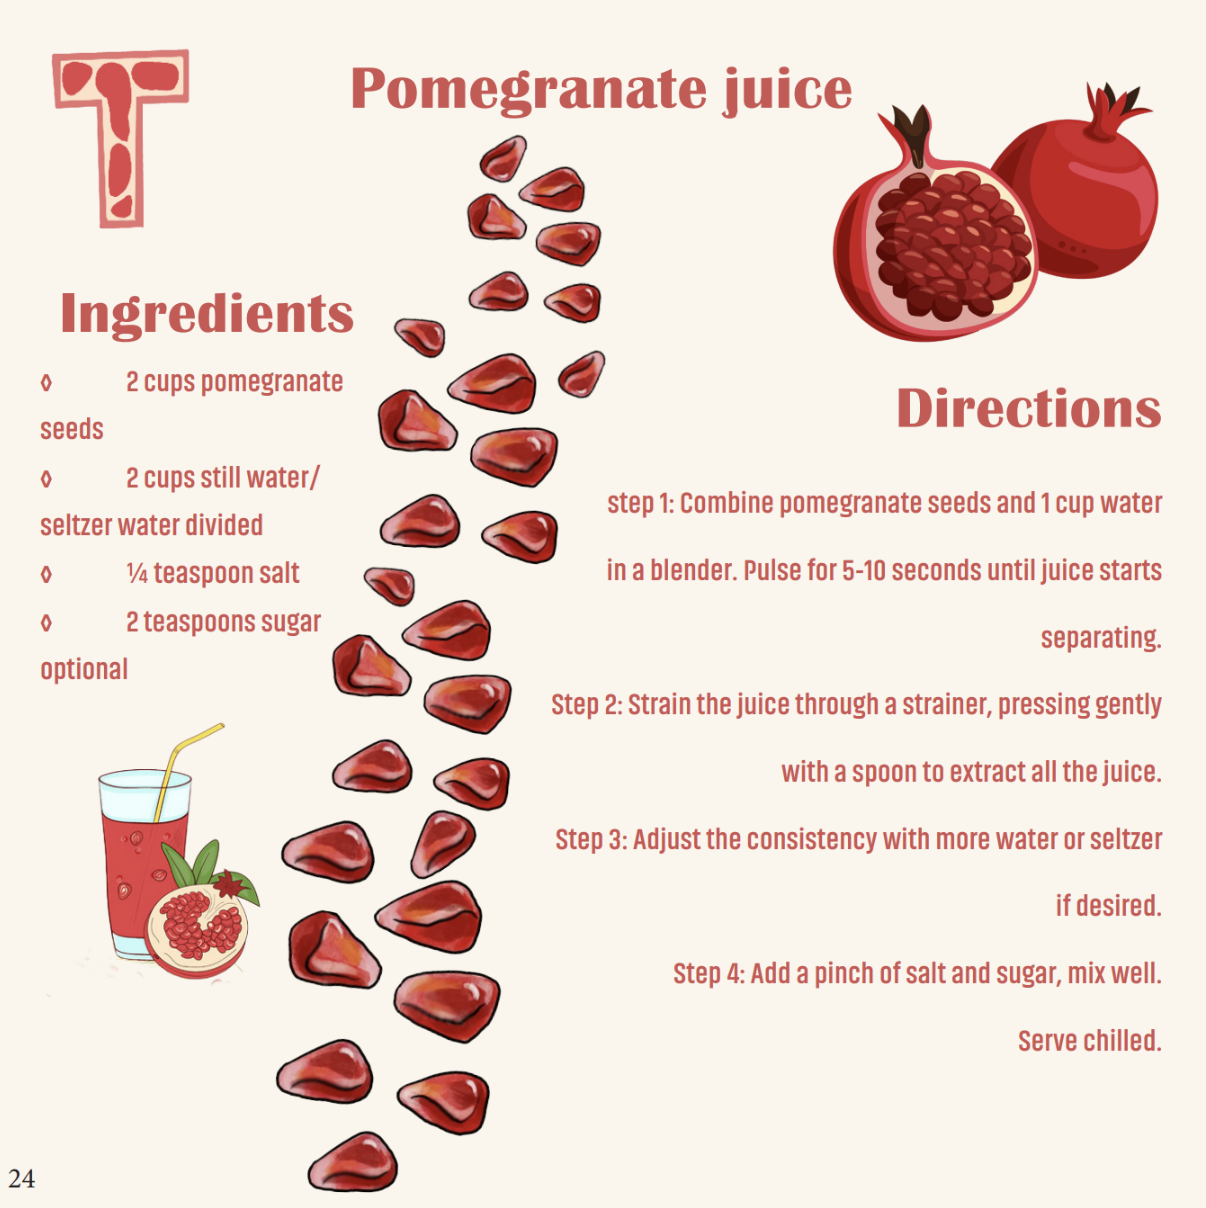 T
Pomegranate juice
Ingredients
◊ 2 cups pomegranate
seeds
◊ 2 cups still water/
seltzer water divided
◊ ¼ teaspoon salt
◊ 2 teaspoons sugar
optional
Directions
step 1: Combine pomegranate seeds and 1 cup water
in a blender. Pulse for 5-10 seconds until juice starts
separating.
Step 2: Strain the juice through a strainer, pressing gently
with a spoon to extract all the juice.
Step 3: Adjust the consistency with more water or seltzer
if desired.
Step 4: Add a pinch of salt and sugar, mix well.
Serve chilled.
24